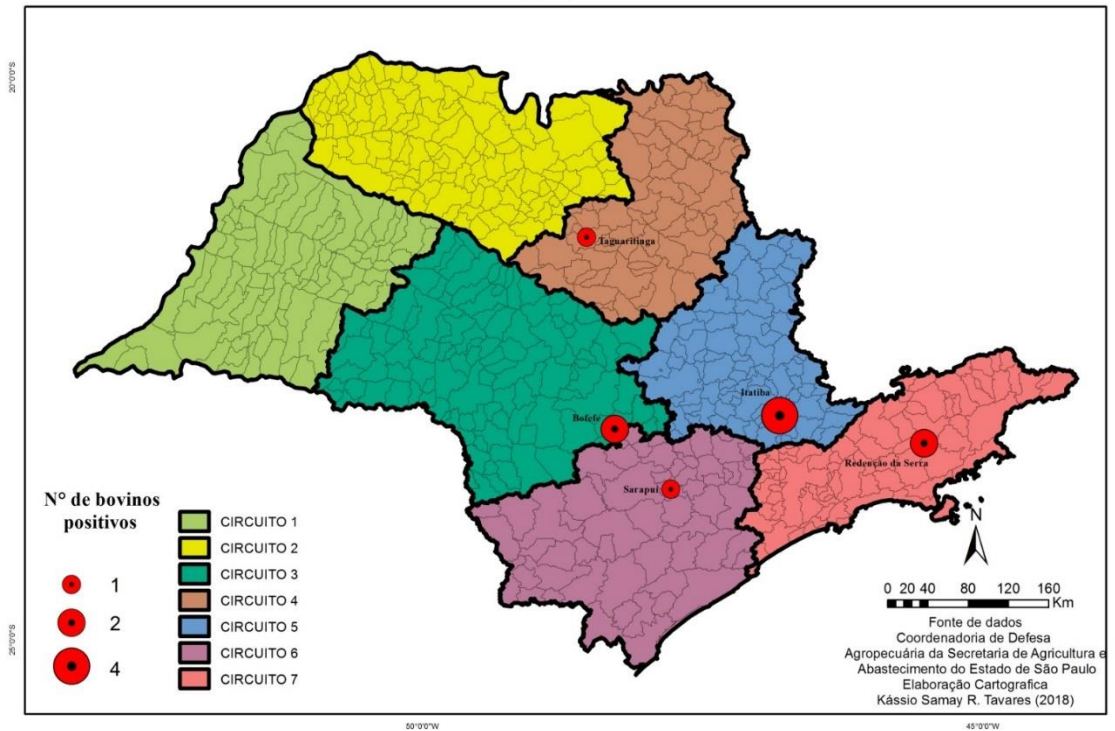 20°0'0"S
Taguaritinga
Itatiba
Bofete
Redenção da Serra
Sarapuí
N° de bovinos
positivos
1
2
4
CIRCUITO 1
CIRCUITO 2
CIRCUITO 3
CIRCUITO 4
CIRCUITO 5
CIRCUITO 6
CIRCUITO 7
N
0 20 40 80 120 160
Km
Fonte de dados
Coordenadoria de Defesa
Agropecuária da Secretaria de Agricultura e
Abastecimento do Estado de São Paulo
Elaboração Cartografica
Kássio Samay R. Tavares (2018)
25°0'0"S
50°0'0"W
45°0'0"W